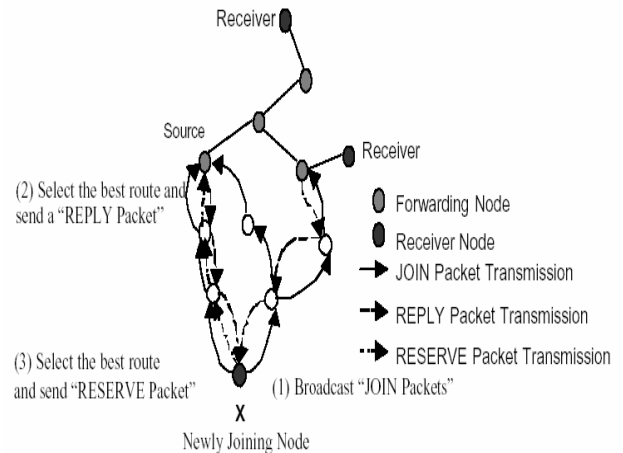 Receiver
Source
Receiver
(2) Select the best route and
send a “REPLY Packet”
Forwarding Node
Receiver Node
JOIN Packet Transmission
REPLY Packet Transmission
RESERVE Packet Transmission
(3) Select the best route
and send “RESERVE Packet”
(1) Broadcast “JOIN Packets”
X
Newly Joining Node